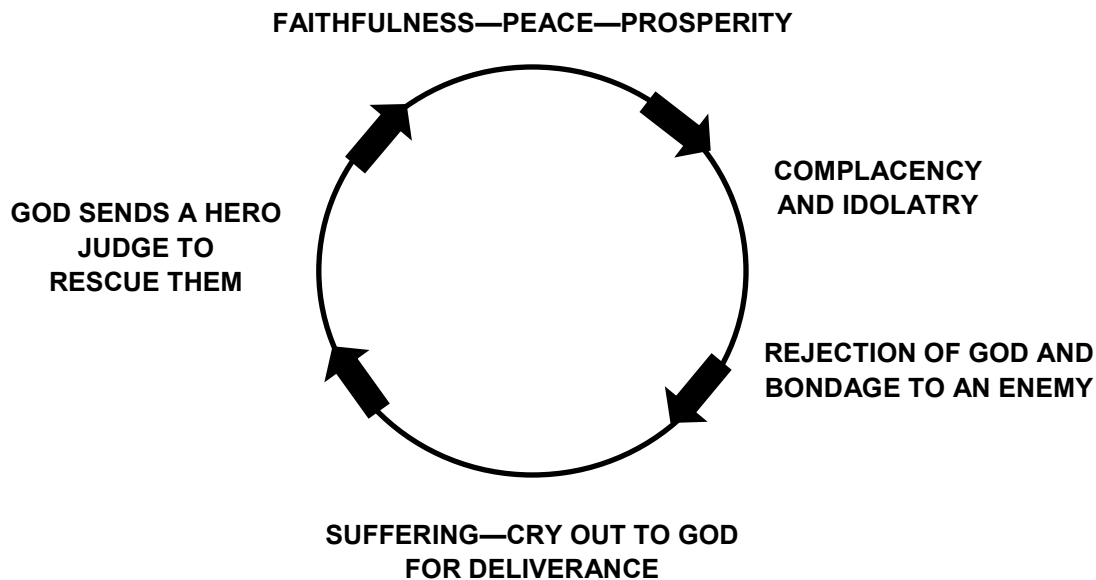 FAITHFULNESS—PEACE—PROSPERITY
COMPLACENCY
AND IDOLATRY
REJECTION OF GOD AND
BONDAGE TO AN ENEMY
SUFFERING—CRY OUT TO GOD
FOR DELIVERANCE
GOD SENDS A HERO
JUDGE TO
RESCUE THEM